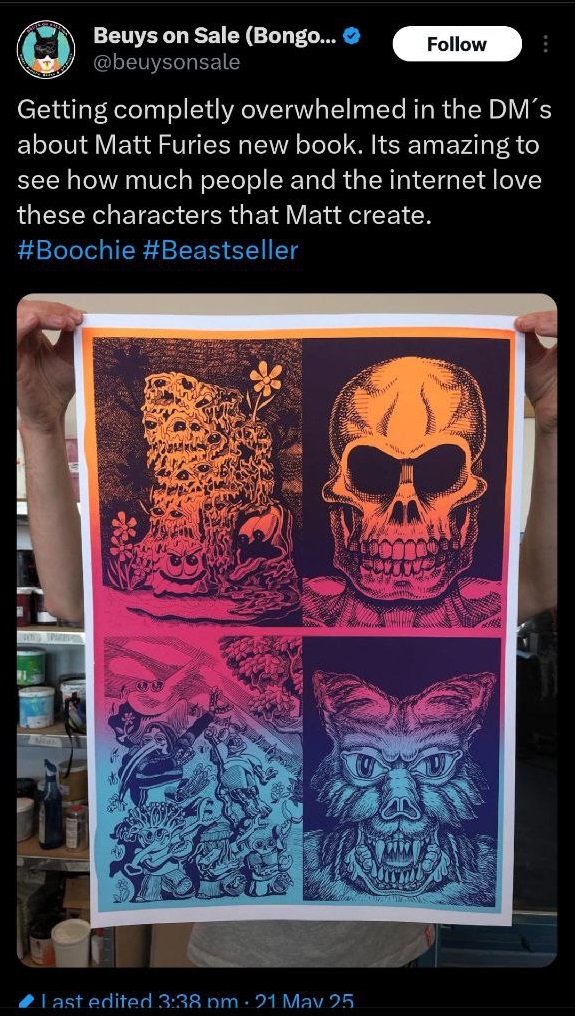 Beuys on Sale (Bongo...
@beuysonsale
Follow
Getting completly overwhelmed in the DM´s
about Matt Furies new book. Its amazing to
see how much people and the internet love
these characters that Matt create.
#Boochie #Beastseller
Last edited 3:38 pm · 21 May 25